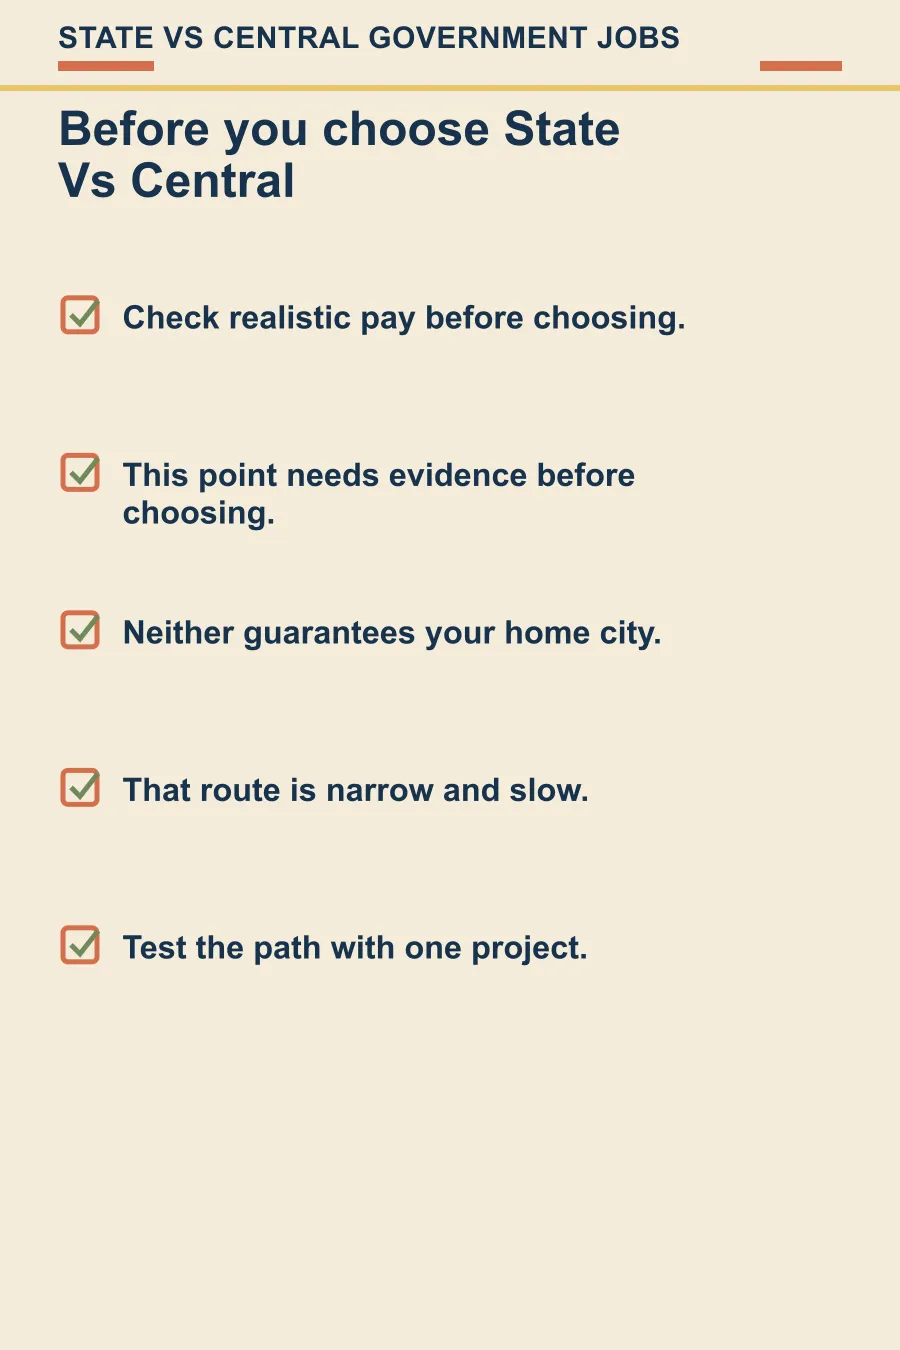 STATE VS CENTRAL GOVERNMENT JOBS
Before you choose State
Vs Central
Check realistic pay before choosing.
This point needs evidence before
choosing.
Neither guarantees your home city.
That route is narrow and slow.
Test the path with one project.